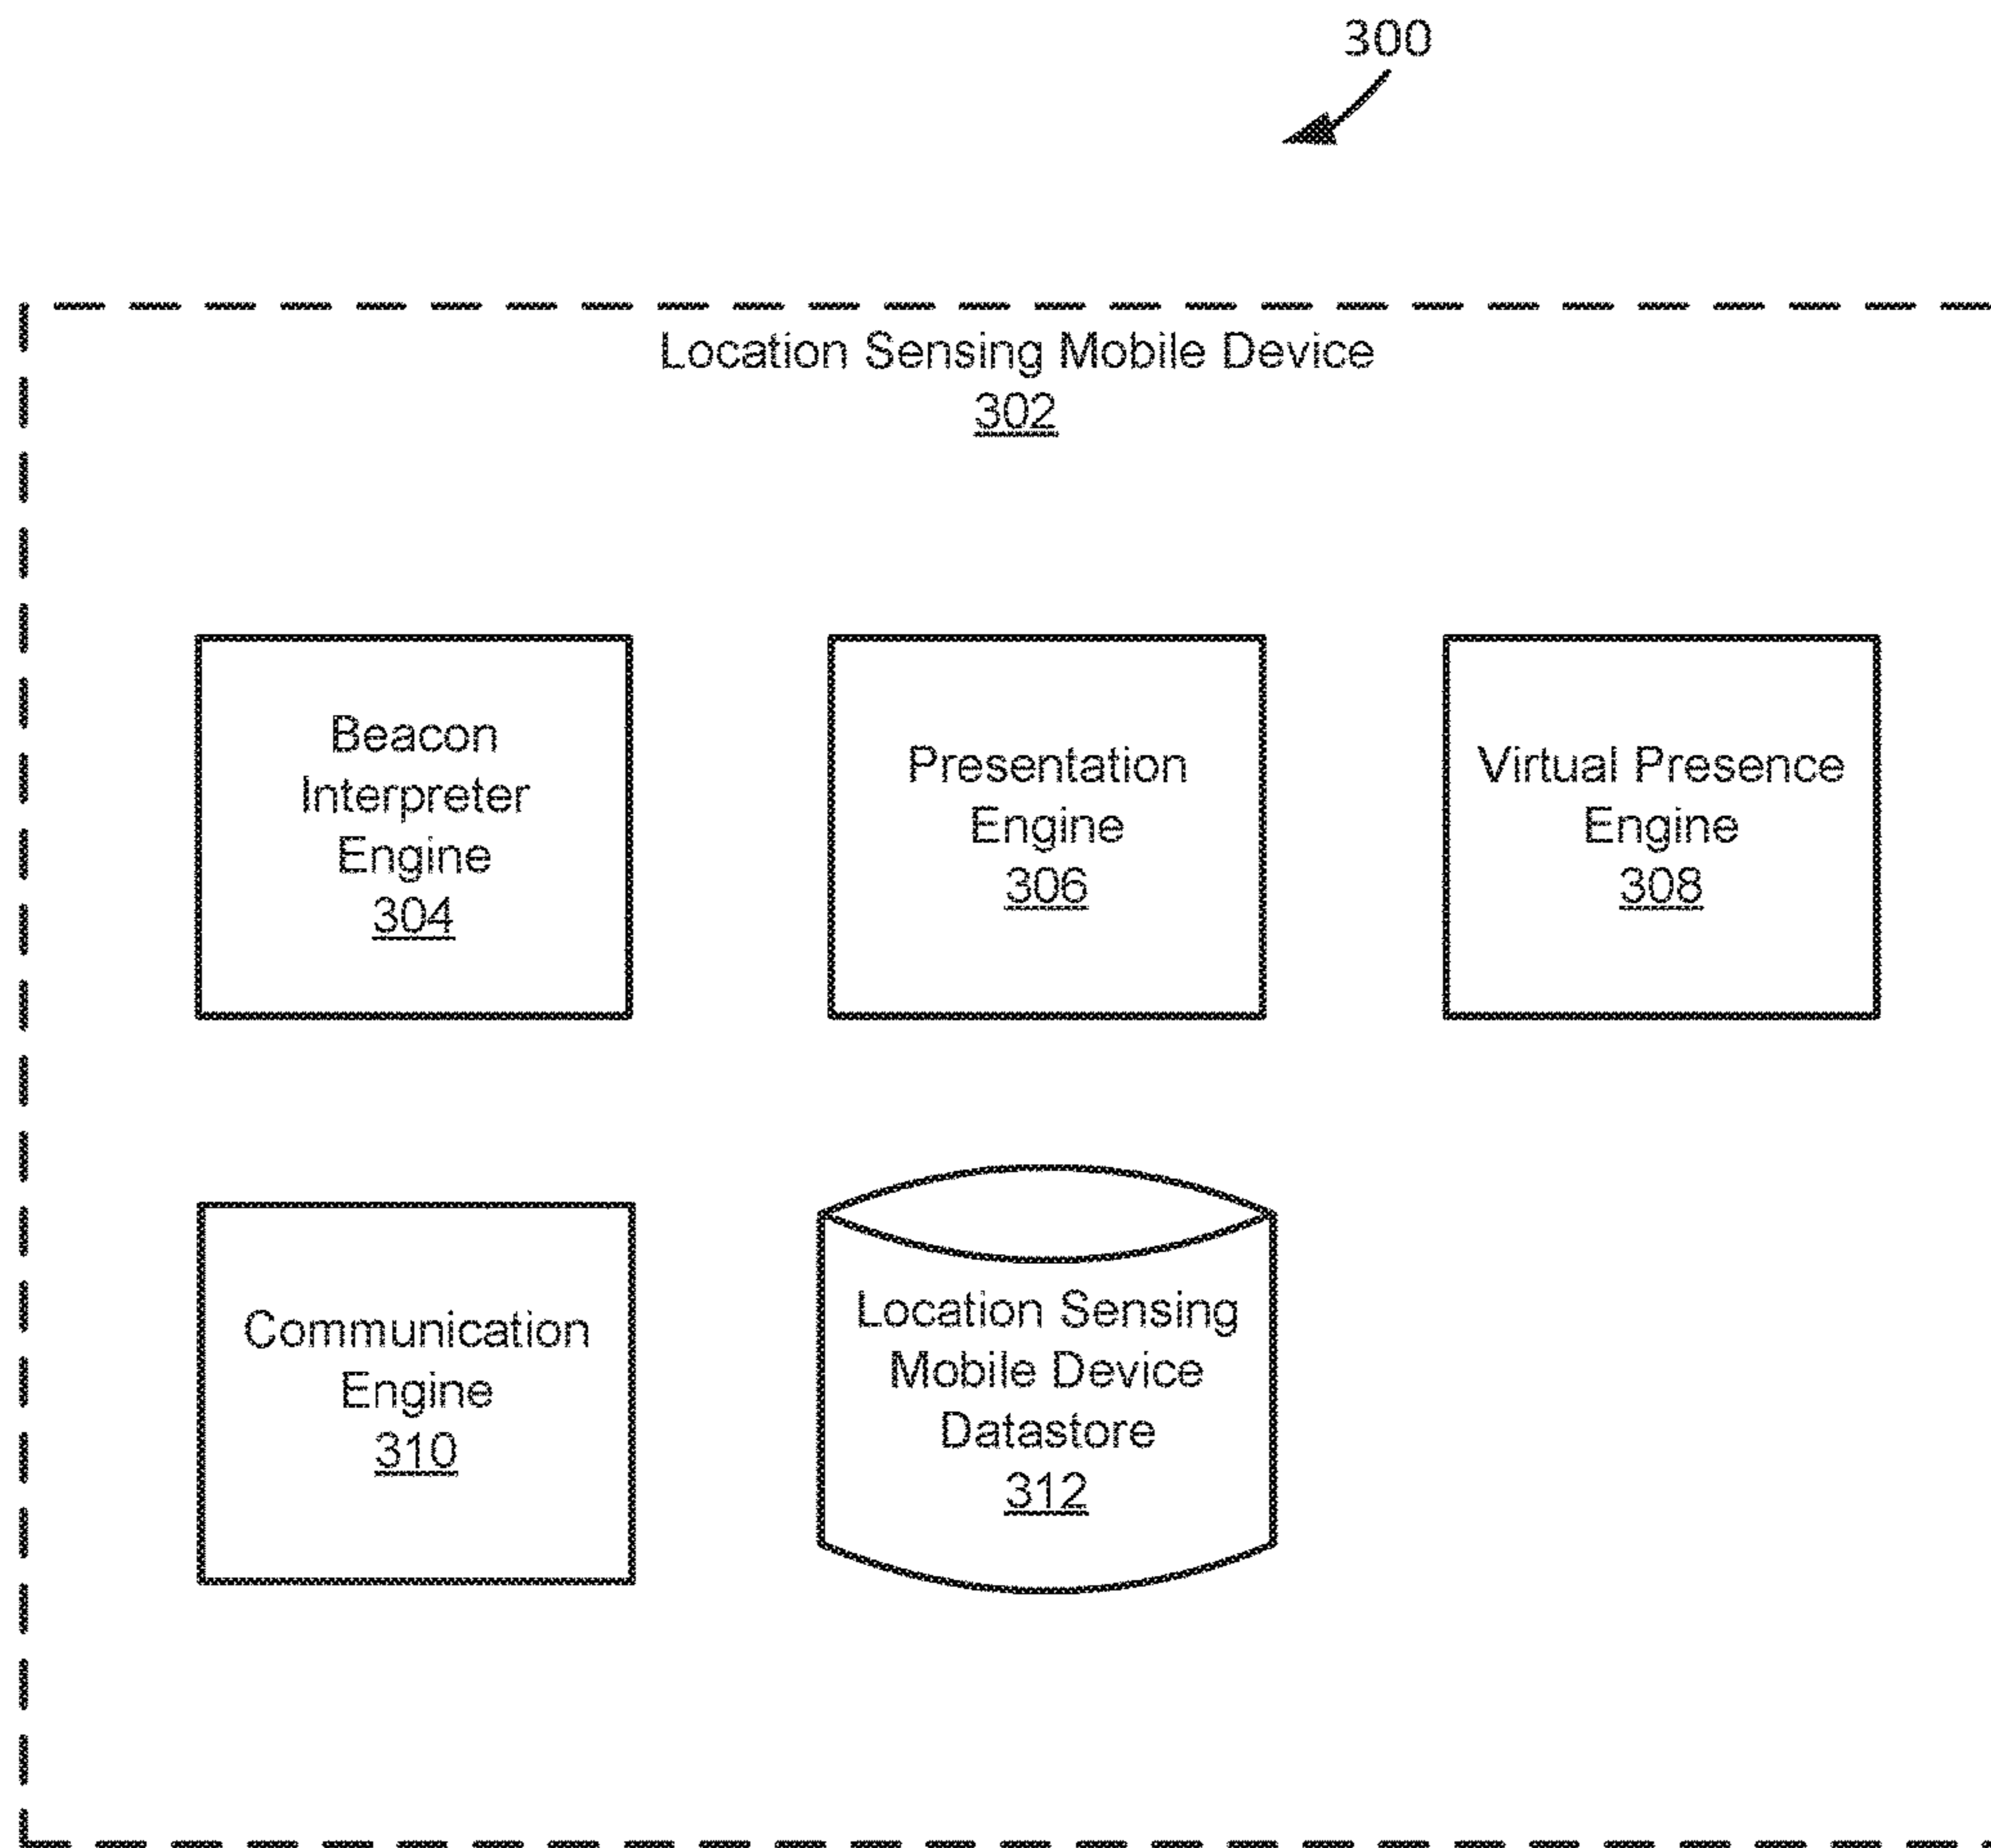 300
Location Sensing Mobile Device
302
Beacon
Interpreter
Engine
304
Presentation
Engine
306
Virtual Presence
Engine
308
Communication
Engine
310
Location Sensing
Mobile Device
Datastore
312